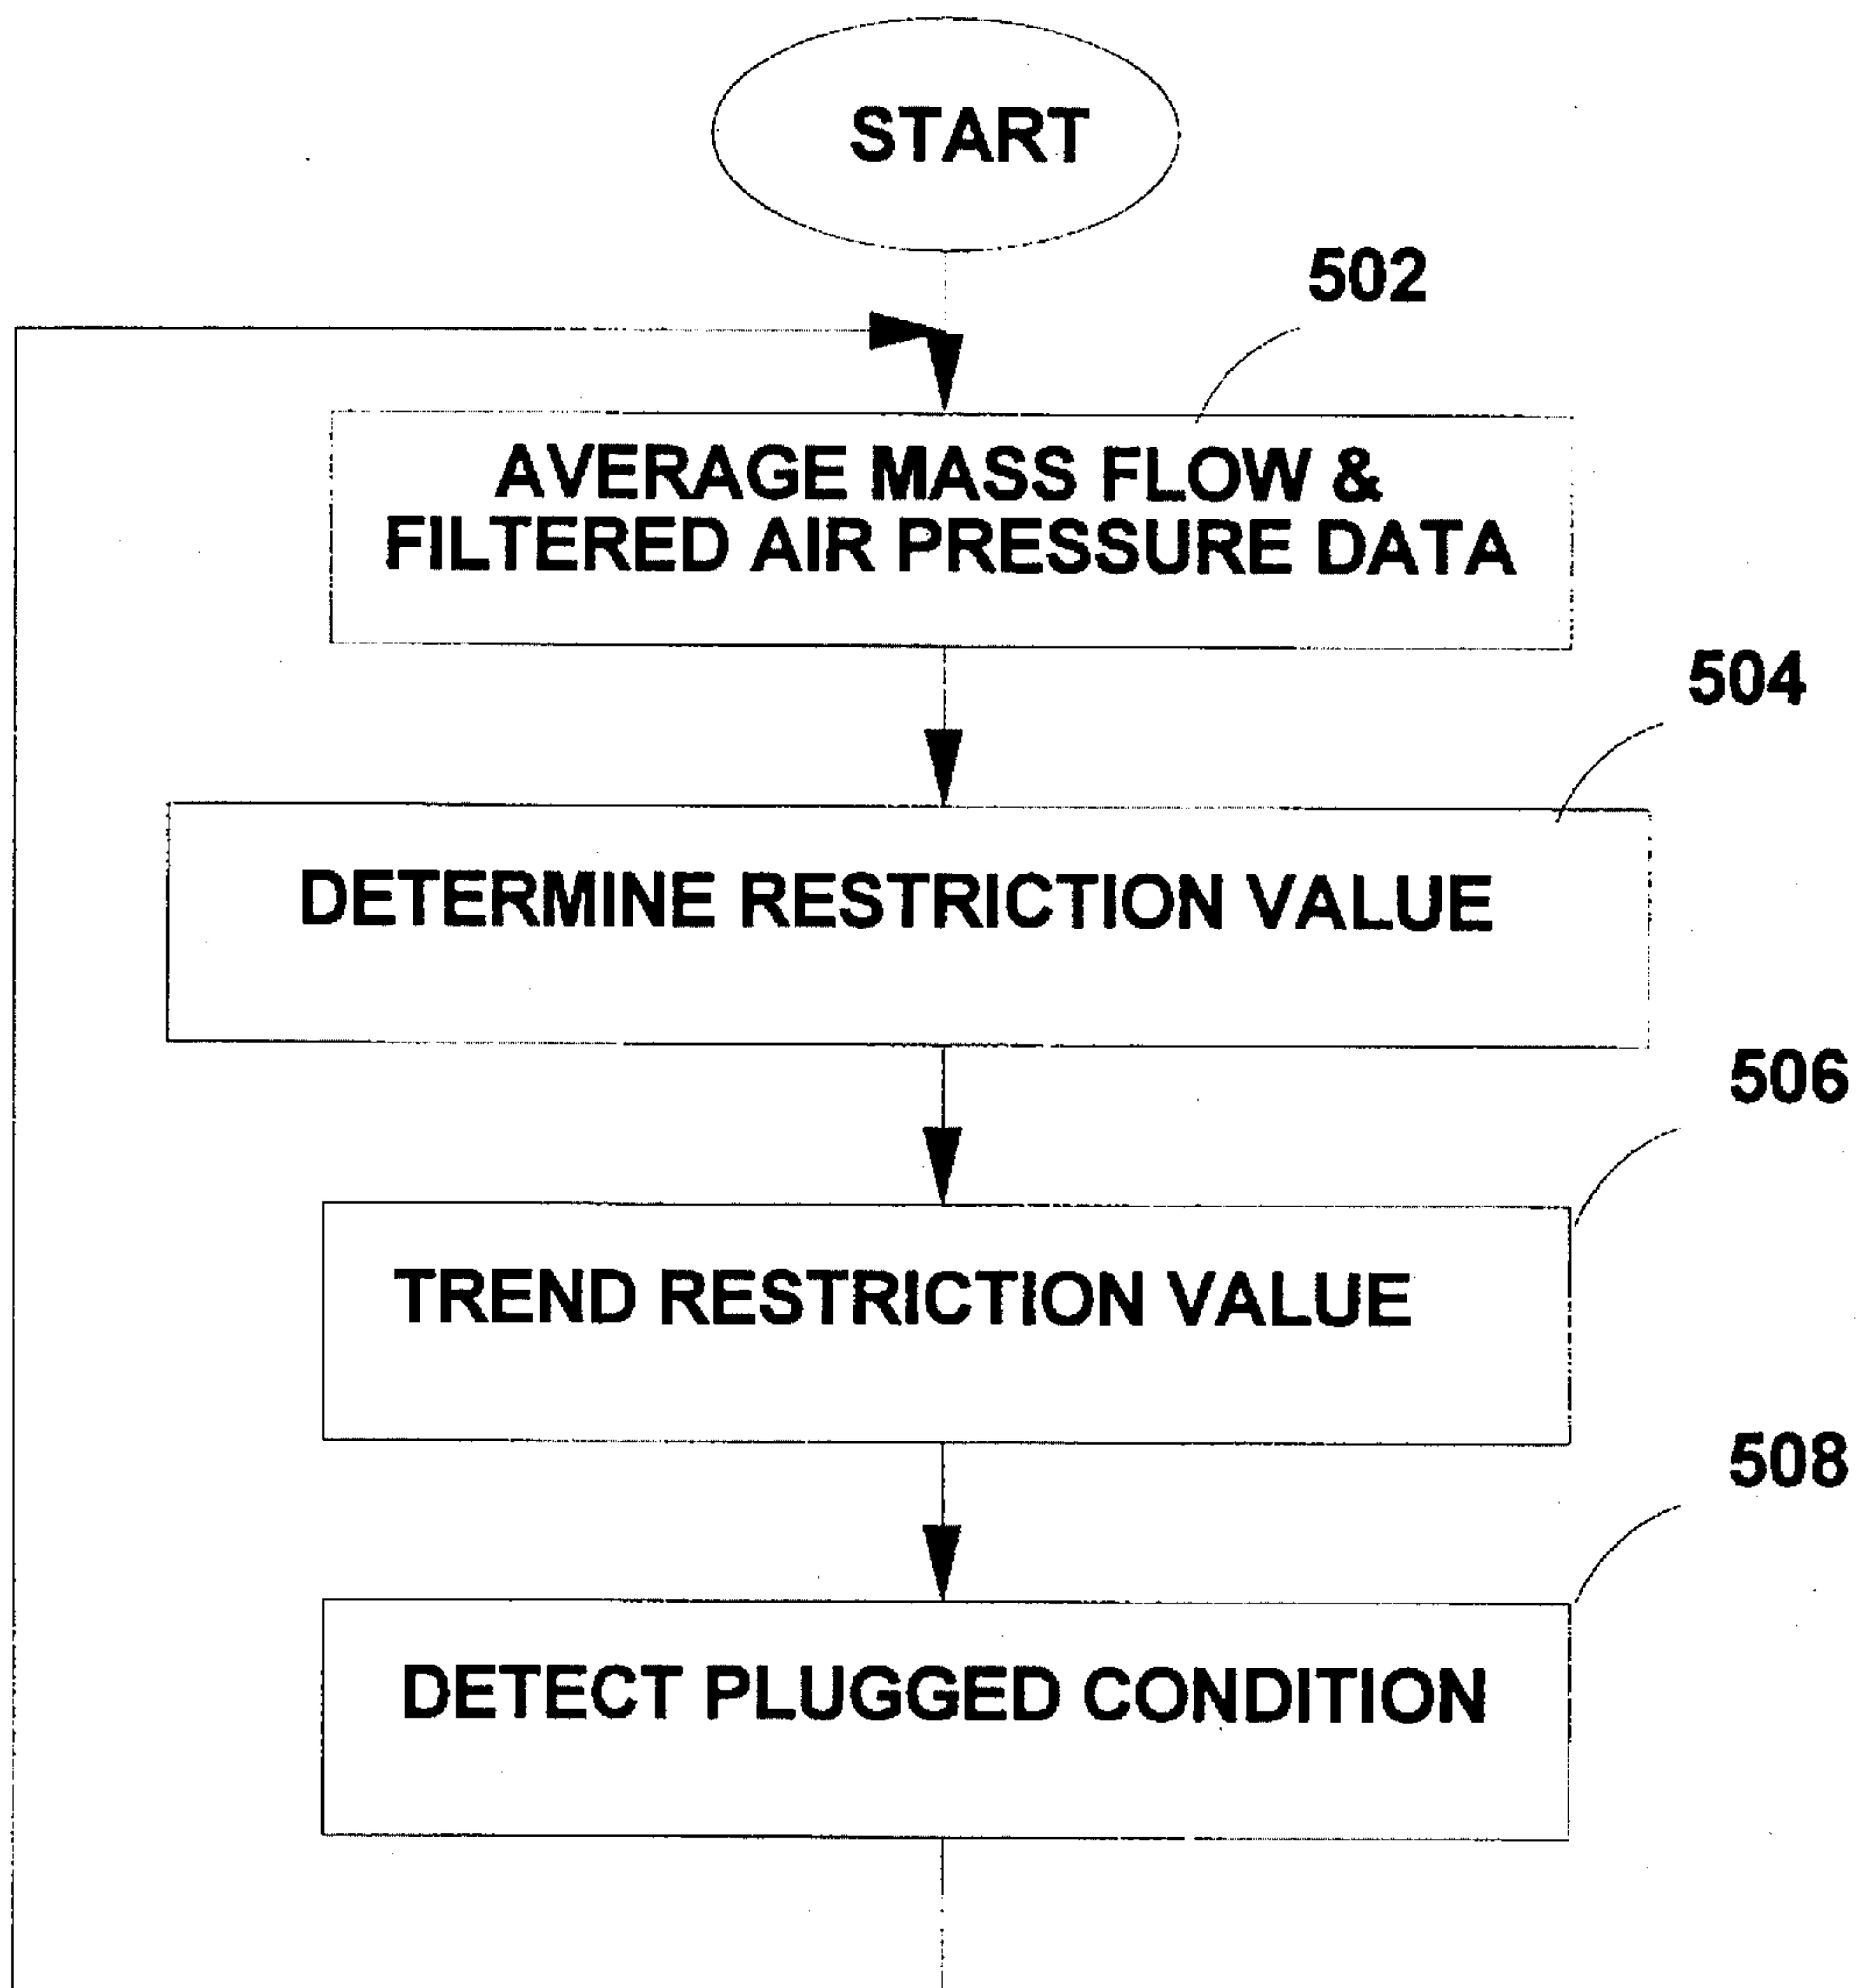 START
502
AVERAGE MASS FLOW &
FILTERED AIR PRESSURE DATA
504
DETERMINE RESTRICTION VALUE
506
TREND RESTRICTION VALUE
508
DETECT PLUGGED CONDITION